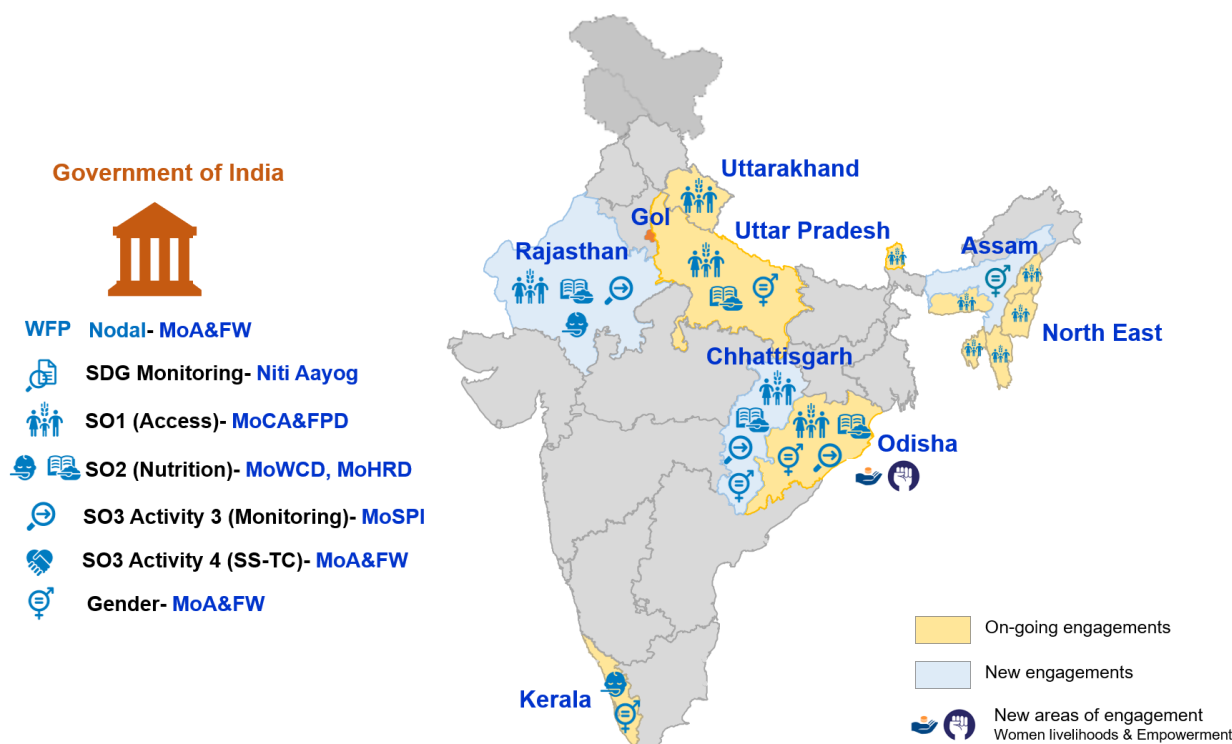 Government of India
WFP Nodal- MoA&FW
SDG Monitoring- Niti Aayog
SO1 (Access)- MoCA&FPD
SO2 (Nutrition)- MoWCD, MoHRD
SO3 Activity 3 (Monitoring)- MoSPI
SO3 Activity 4 (SS-TC)- MoA&FW
Gender- MoA&FW
Uttarakhand
GoI
Uttar Pradesh
Rajasthan
Assam
North East
Chhattisgarh
Odisha
Kerala
On-going engagements
New engagements
New areas of engagement
Women livelihoods & Empowerment